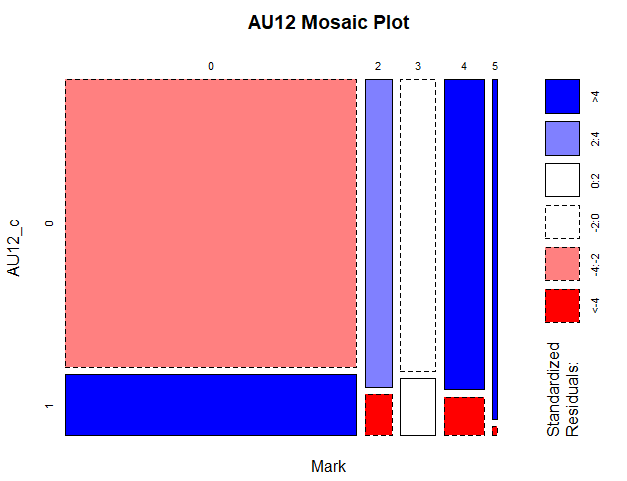 AU12 Mosaic Plot
0 2 3 4 5
AU12_c
0
1
Mark
>4
2:4
0:2
-2:0
-4:-2
<-4
Standardized
Residuals: